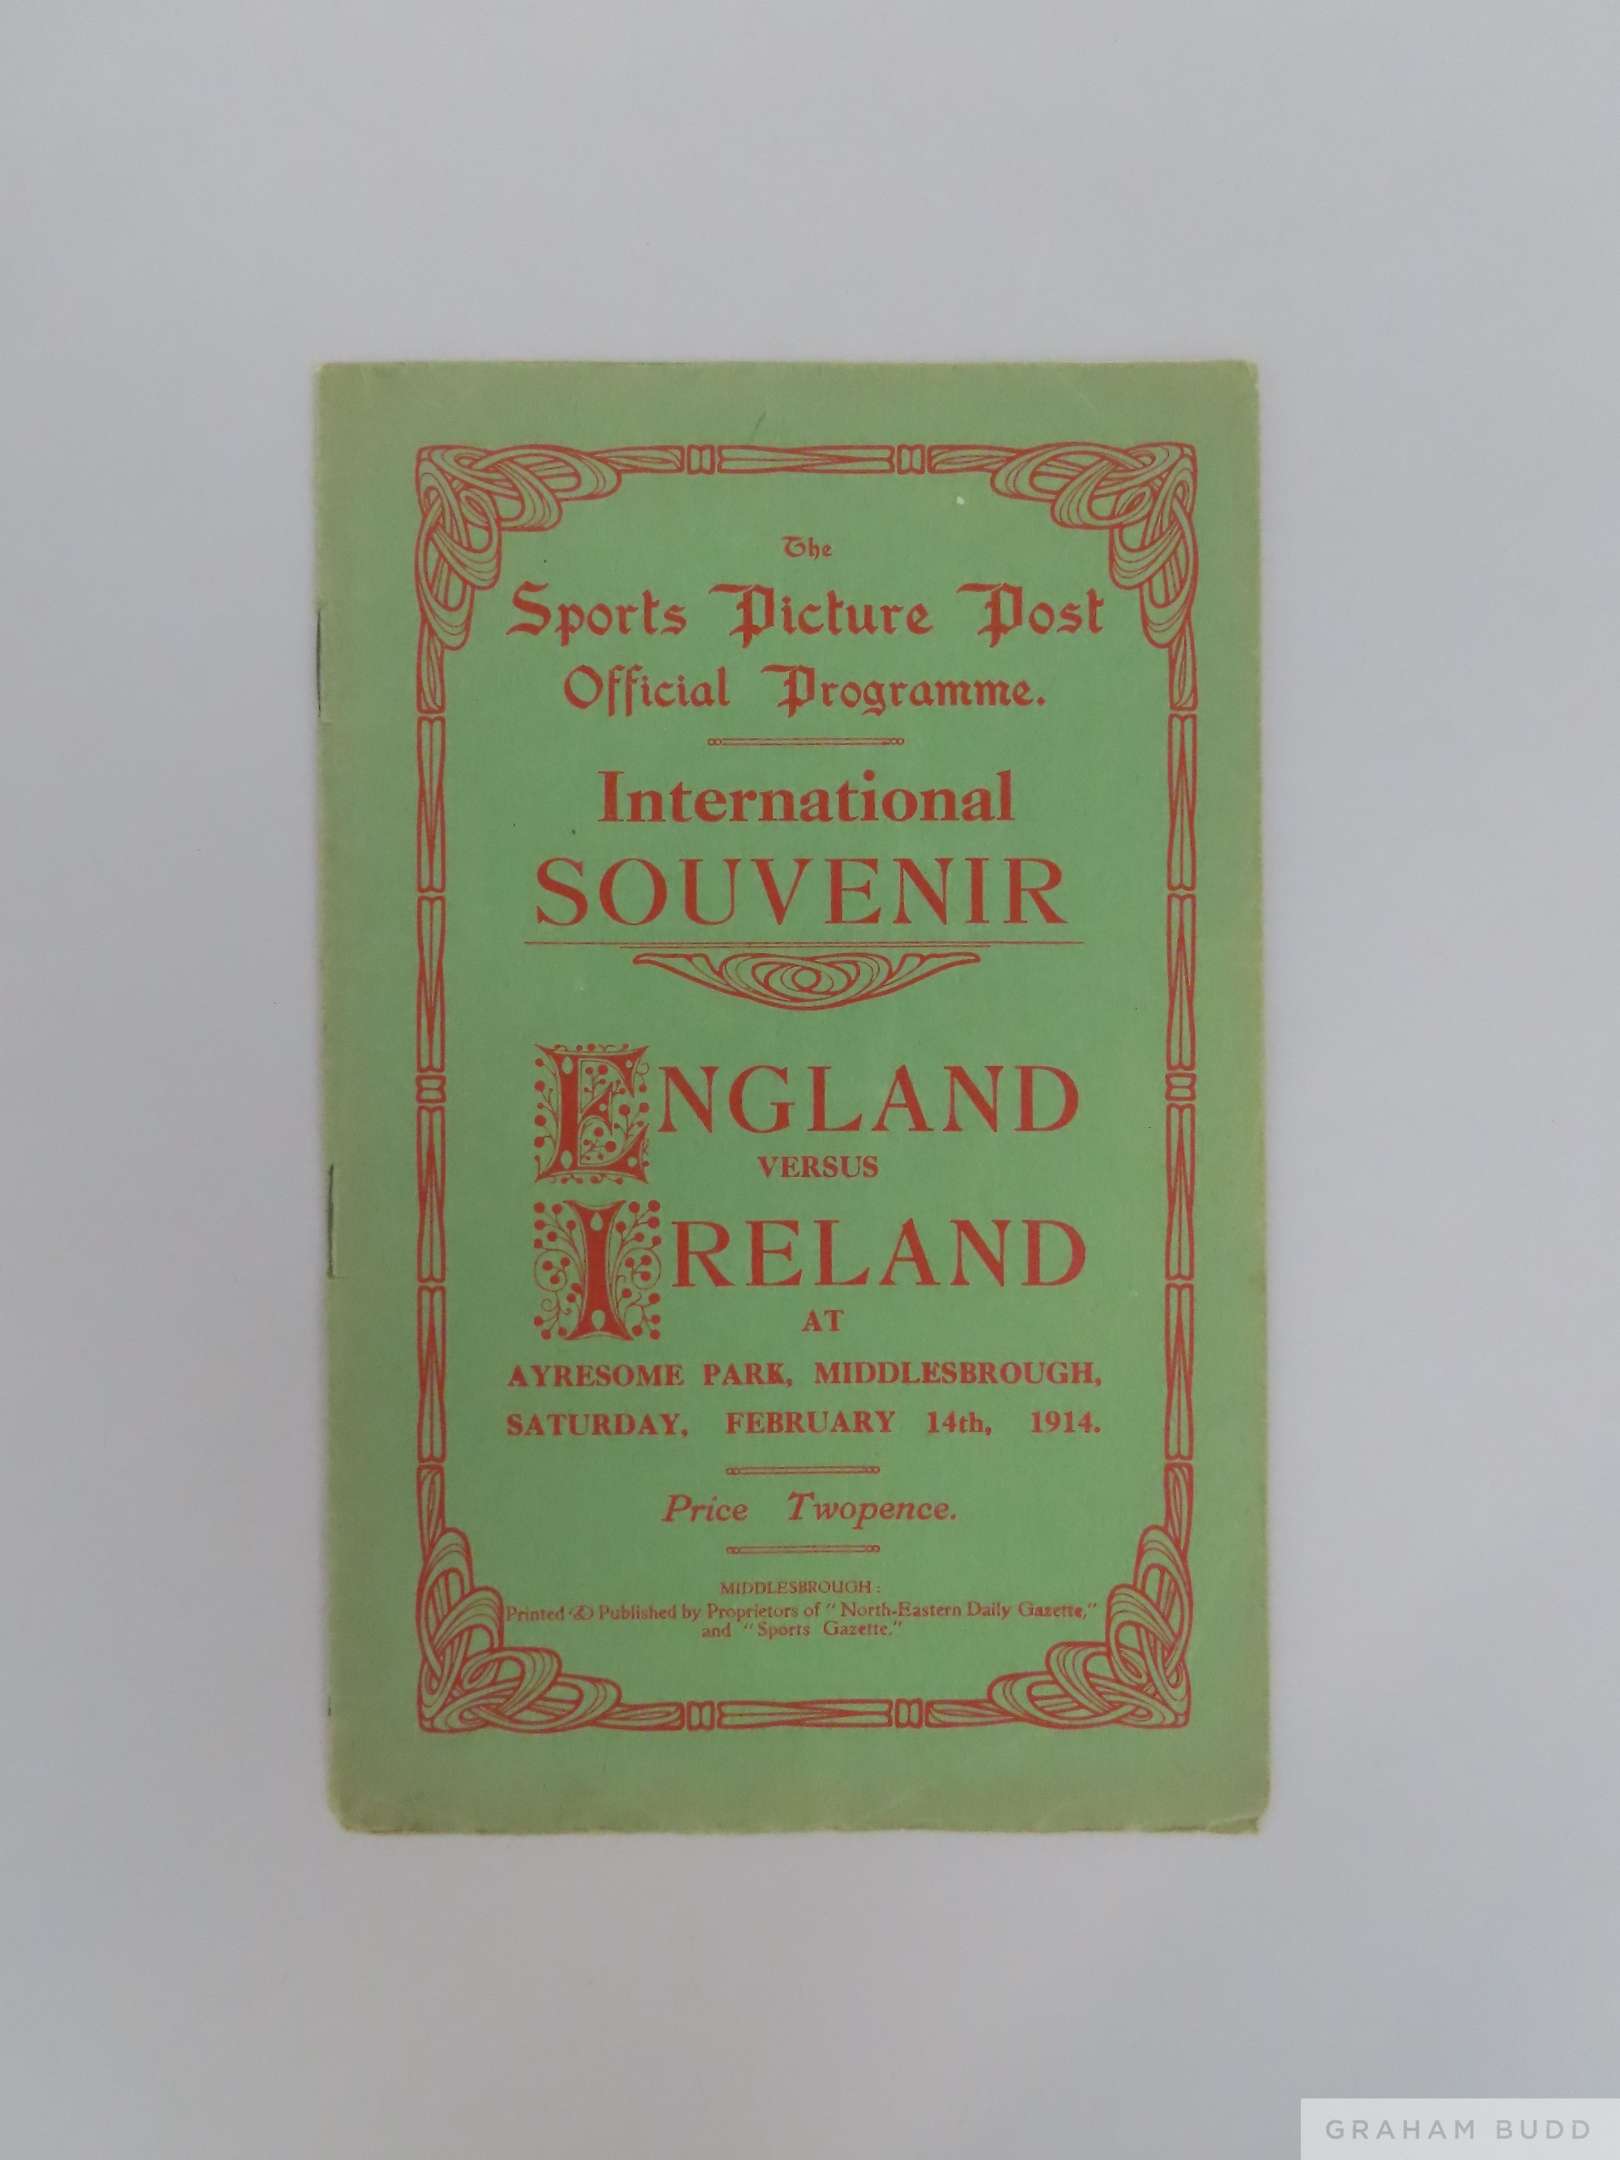 The
Sports Picture Post
Official Programme.
International
SOUVENIR
ENGLAND
VERSUS
IRELAND
AT
AYRESOME PARK, MIDDLESBROUGH,
SATURDAY, FEBRUARY 14th, 1914.
Price Twopence.
MIDDLESBROUGH:
Printed & Published by Proprietors of "North-Eastern Daily Gazette,"
and "Sports Gazette."
GRAHAM BUDD